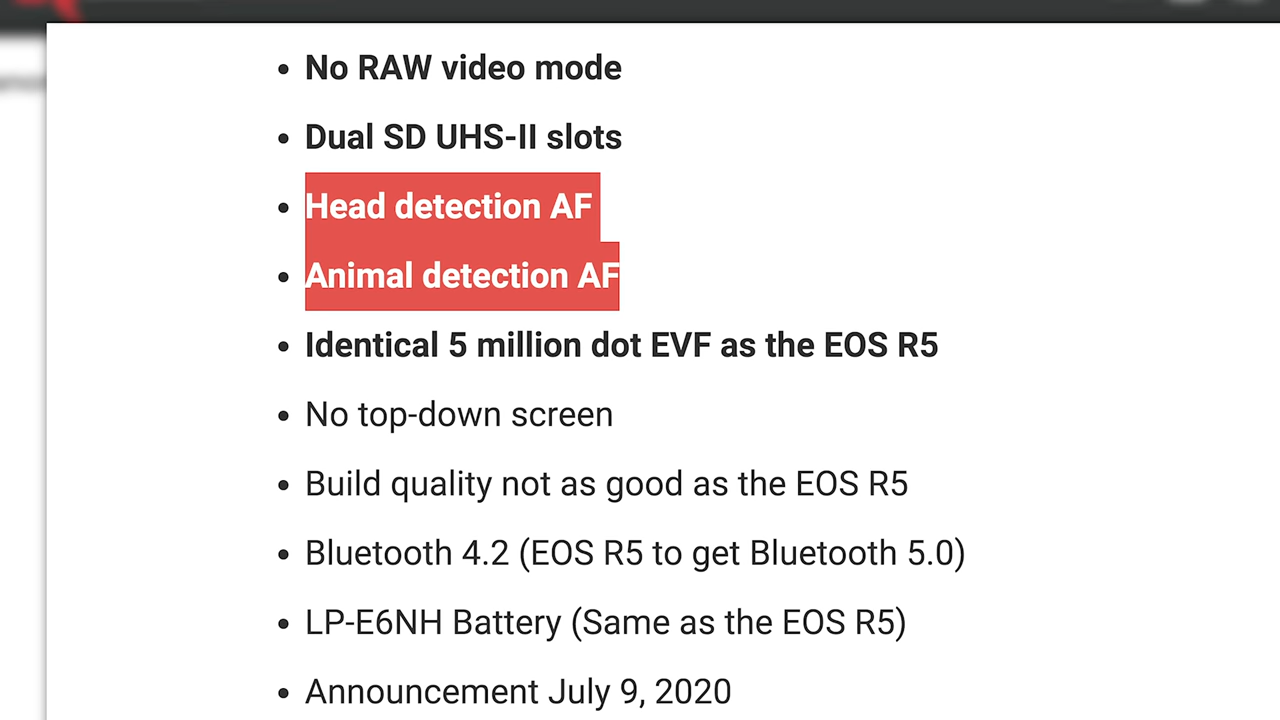 No RAW video mode
Dual SD UHS-II slots
Head detection AF
Animal detection AF
Identical 5 million dot EVF as the EOS R5
No top-down screen
Build quality not as good as the EOS R5
Bluetooth 4.2 (EOS R5 to get Bluetooth 5.0)
LP-E6NH Battery (Same as the EOS R5)
Announcement July 9, 2020